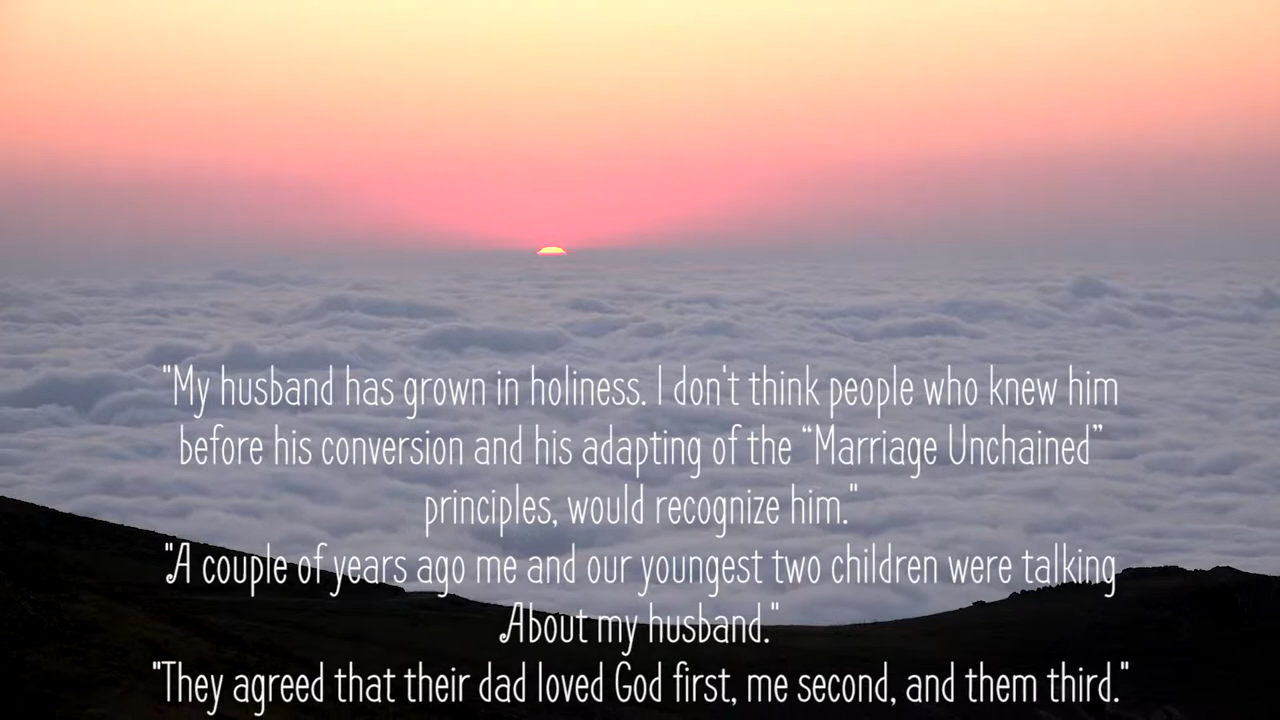 "My husband has grown in holiness. I don't think people who knew him
before his conversion and his adapting of the “Marriage Unchained”
principles, would recognize him."
"A couple of years ago me and our youngest two children were talking
About my husband."
"They agreed that their dad loved God first, me second, and them third."